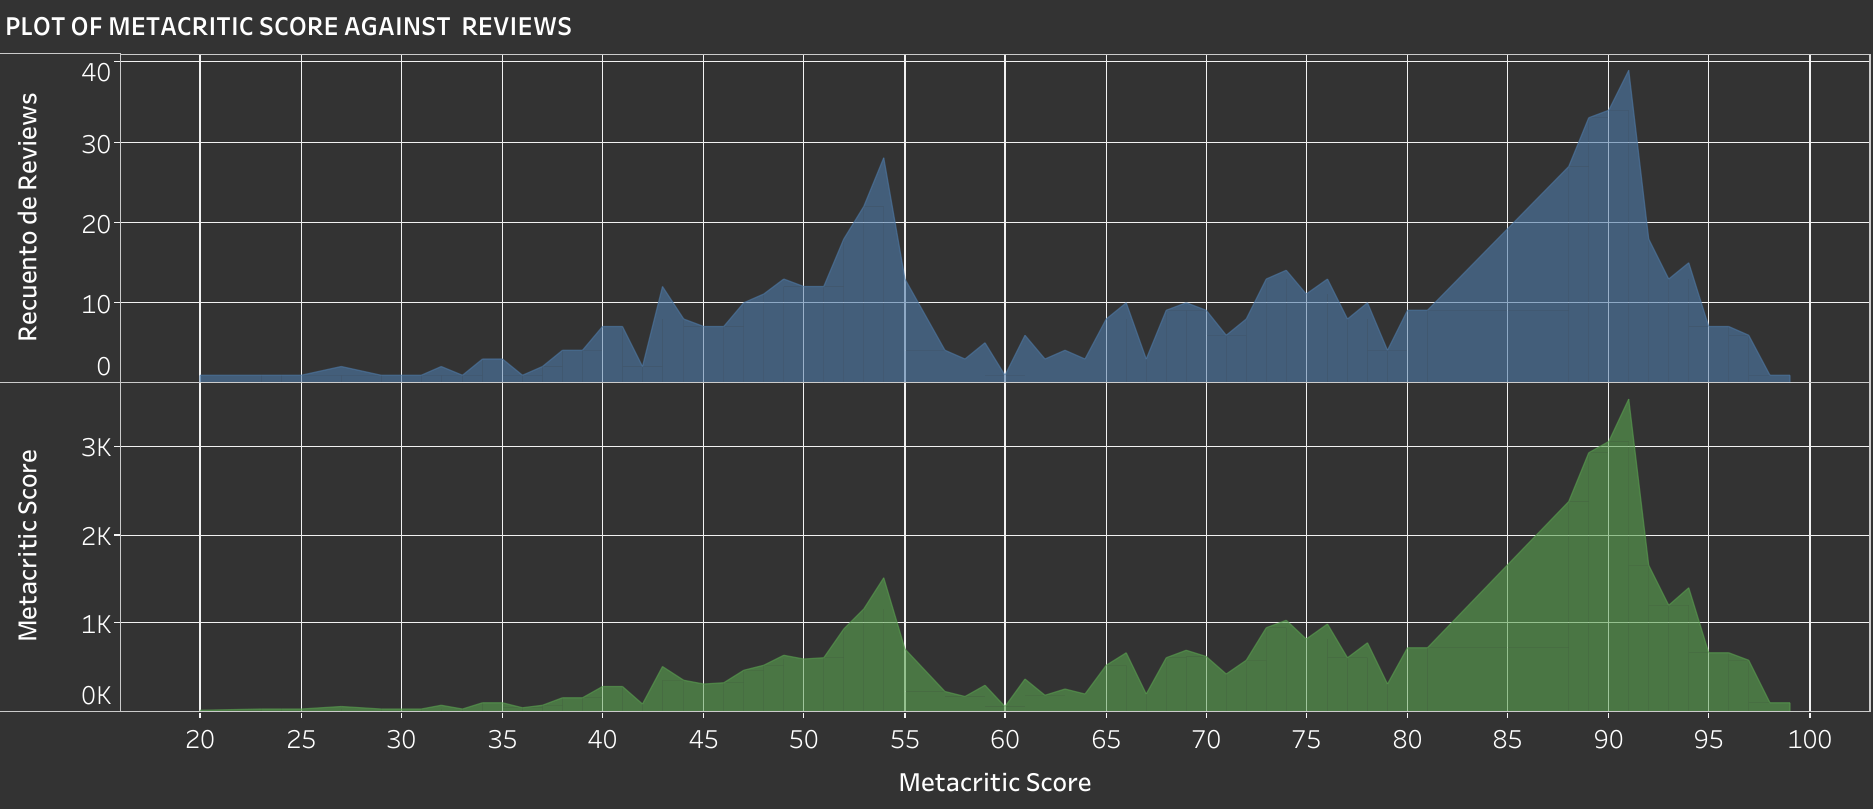 PLOT OF METACRITIC SCORE AGAINST  REVIEWS
Recuento de Reviews
40
30
20
10
0
Metacritic Score
3K
2K
1K
0K
20 25 30 35 40 45 50 55 60 65 70 75 80 85 90 95 100
Metacritic Score